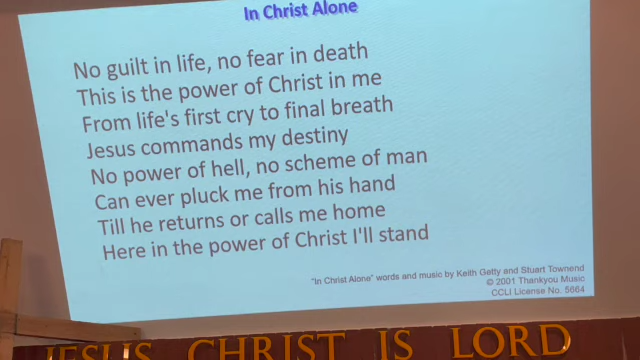 In Christ Alone
No guilt in life, no fear in death
This is the power of Christ in me
From life's first cry to final breath
Jesus commands my destiny
No power of hell, no scheme of man
Can ever pluck me from his hand
Till he returns or calls me home
Here in the power of Christ I'll stand
"In Christ Alone" words and music by Keith Getty and Stuart Townend
© 2001 Thankyou Music
CCLI License No. 5664
JESUS CHRIST IS LORD